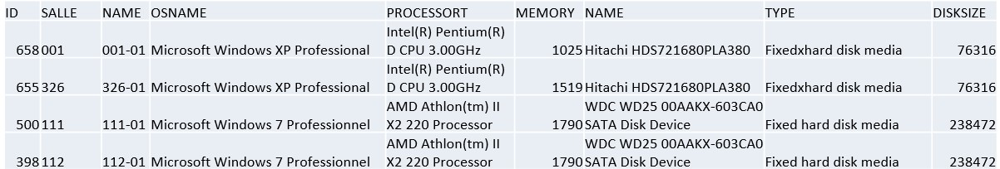 ID SALLE NAME OSNAME PROCESSORT MEMORY NAME TYPE DISKSIZE
Intel(R) Pentium(R)
658 001 001-01 Microsoft Windows XP Professional D CPU 3.00GHz 1025 Hitachi HDS721680PLA380 Fixedxhard disk media 76316
Intel(R) Pentium(R)
655 326 326-01 Microsoft Windows XP Professional D CPU 3.00GHz 1519 Hitachi HDS721680PLA380 Fixedxhard disk media 76316
AMD Athlon(tm) II WDC WD25 00AAKX-603CA0
500 111 111-01 Microsoft Windows 7 Professionnel X2 220 Processor 1790 SATA Disk Device Fixed hard disk media 238472
AMD Athlon(tm) II WDC WD25 00AAKX-603CA0
398 112 112-01 Microsoft Windows 7 Professionnel X2 220 Processor 1790 SATA Disk Device Fixed hard disk media 238472